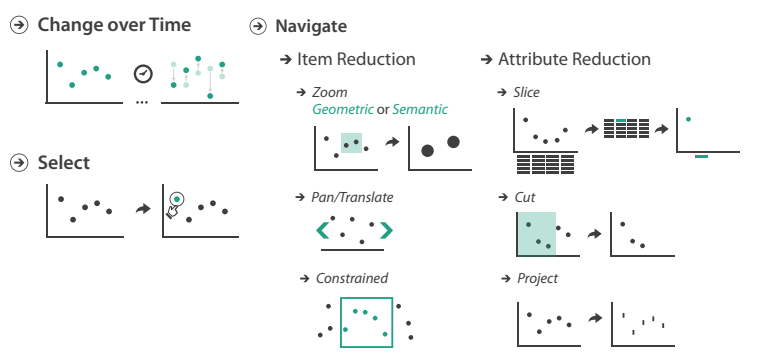 Change over Time
...
Select
Navigate
Item Reduction
Zoom
Geometric or Semantic
Pan/Translate
Constrained
Attribute Reduction
Slice
Cut
Project